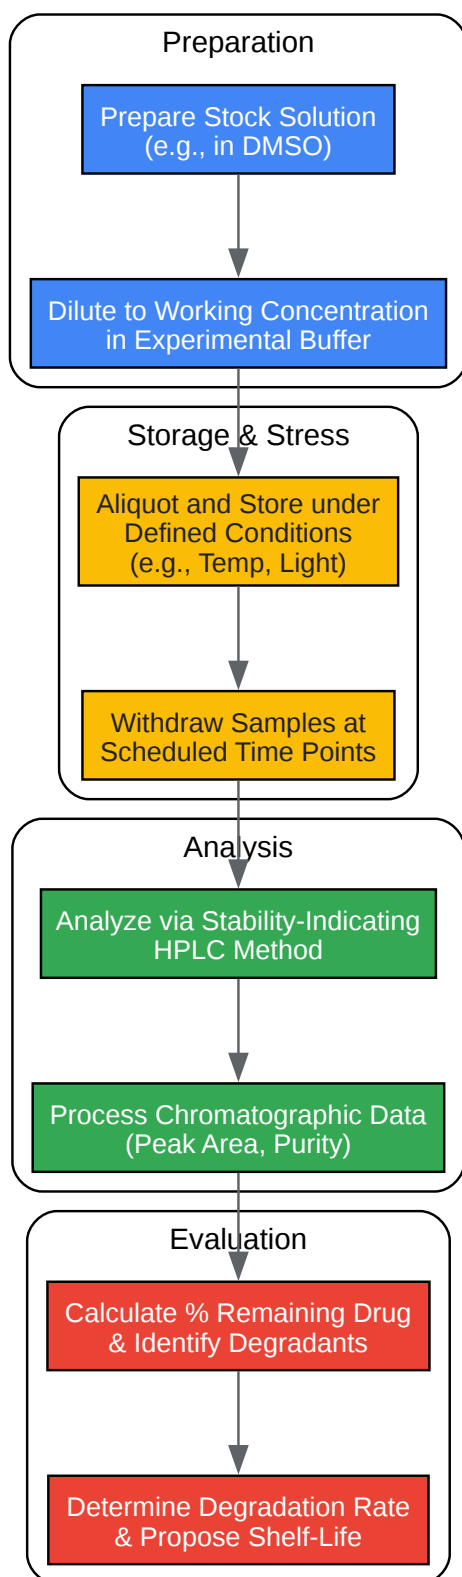 Preparation
Prepare Stock Solution
(e.g., in DMSO)
Dilute to Working Concentration
in Experimental Buffer
Storage & Stress
Aliquot and Store under
Defined Conditions
(e.g., Temp, Light)
Withdraw Samples at
Scheduled Time Points
Analysis
Analyze via Stability-Indicating
HPLC Method
Process Chromatographic Data
(Peak Area, Purity)
Evaluation
Calculate % Remaining Drug
& Identify Degradants
Determine Degradation Rate
& Propose Shelf-Life